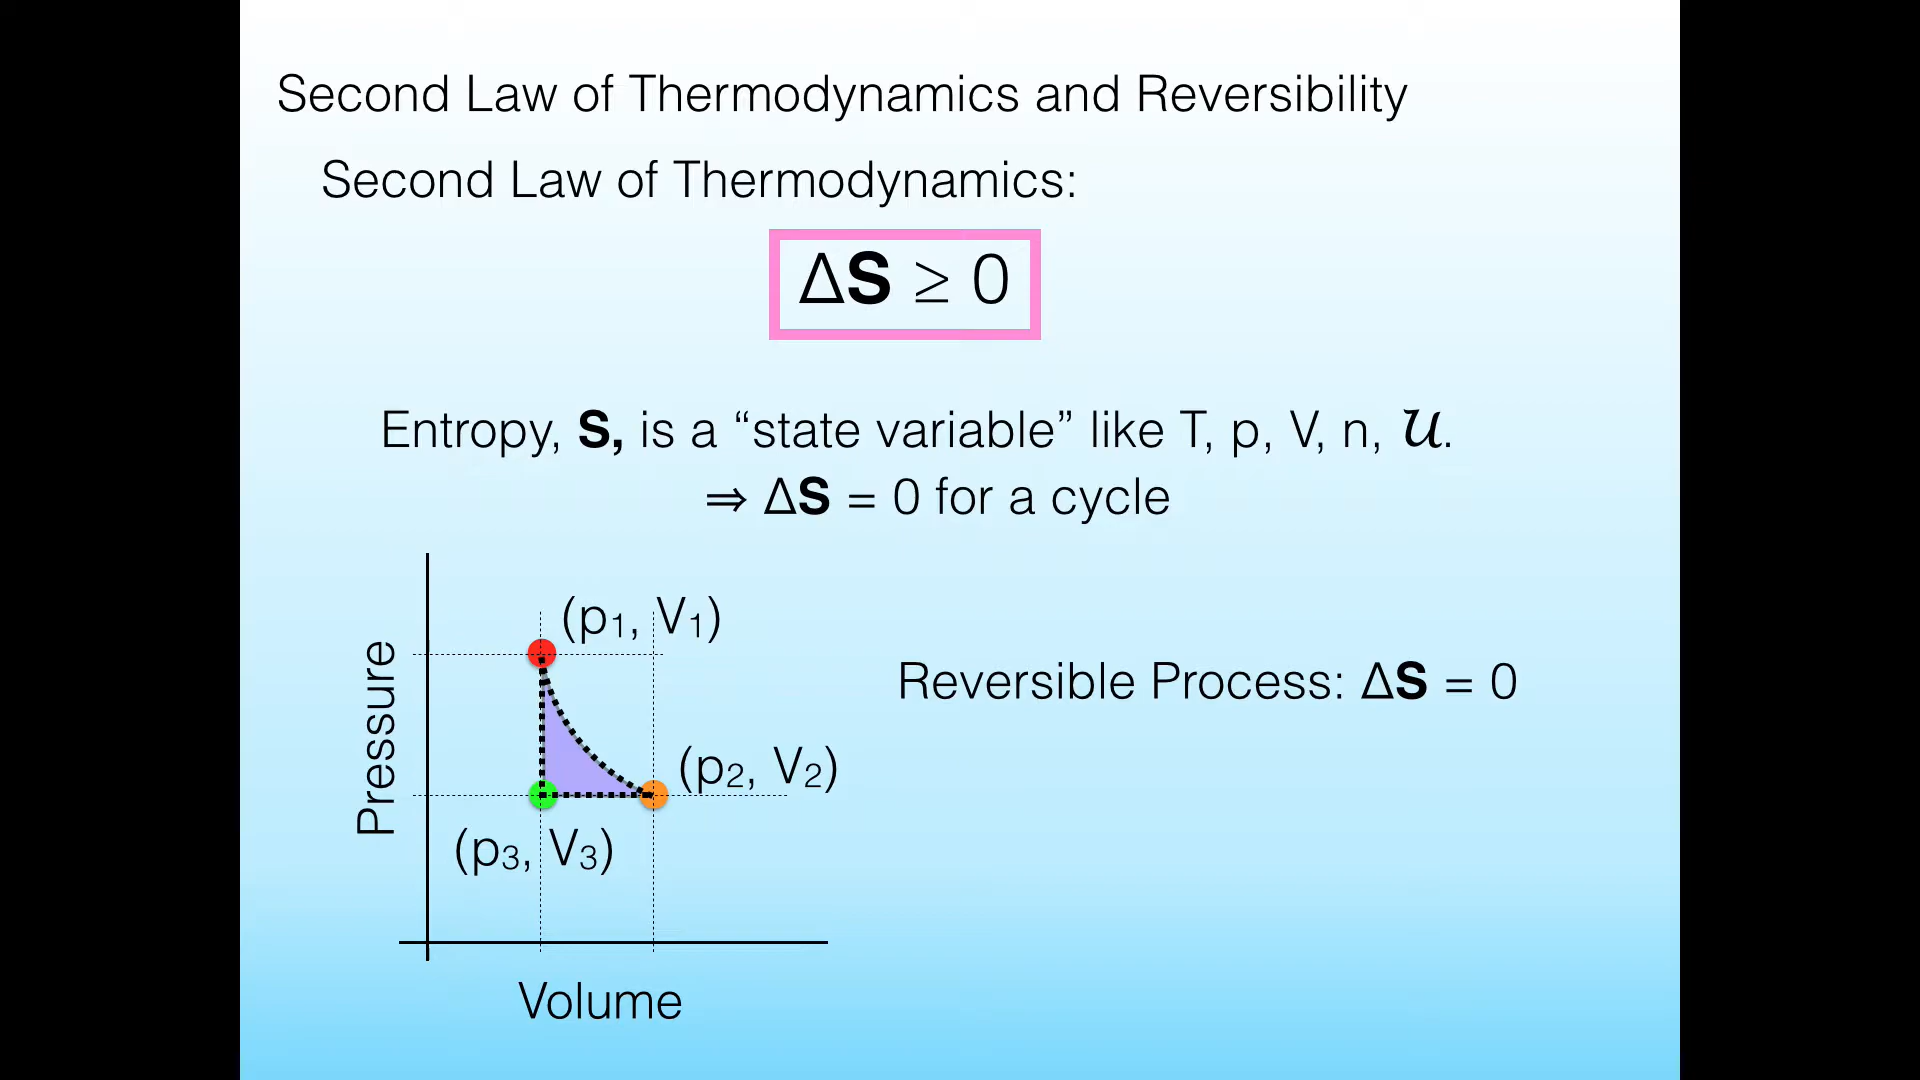 Second Law of Thermodynamics and Reversibility
Second Law of Thermodynamics:
ΔS ≥ 0
Entropy, S, is a “state variable” like T, p, V, n, 𝒰.
⇒ ΔS = 0 for a cycle
(p₁, V₁)
Pressure
Reversible Process: ΔS = 0
(p₂, V₂)
(p₃, V₃)
Volume